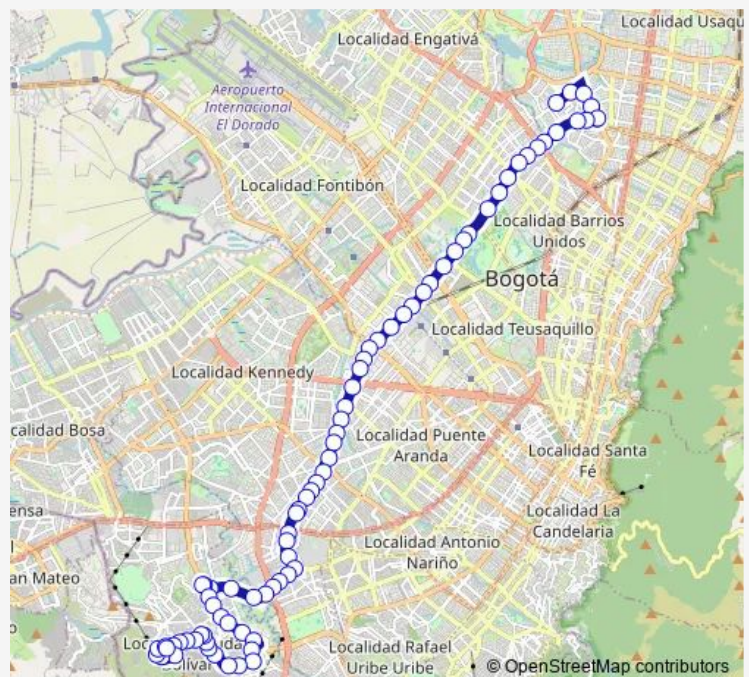 Localidad Usaqu
Localidad Engativá
Aeropuerto
Internacional
El Dorado
Localidad Fontibón
Localidad Barrios
Unidos
Bogotá
Localidad Teusaquillo
Localidad Kennedy
calidad Bosa
Localidad Puente
Aranda
Localidad Santa
Fé
ensa
Localidad La
Candelaria
Localidad Antonio
Nariño
an Mateo
Localidad Rafael
Uribe Uribe
© OpenStreetMap contributors